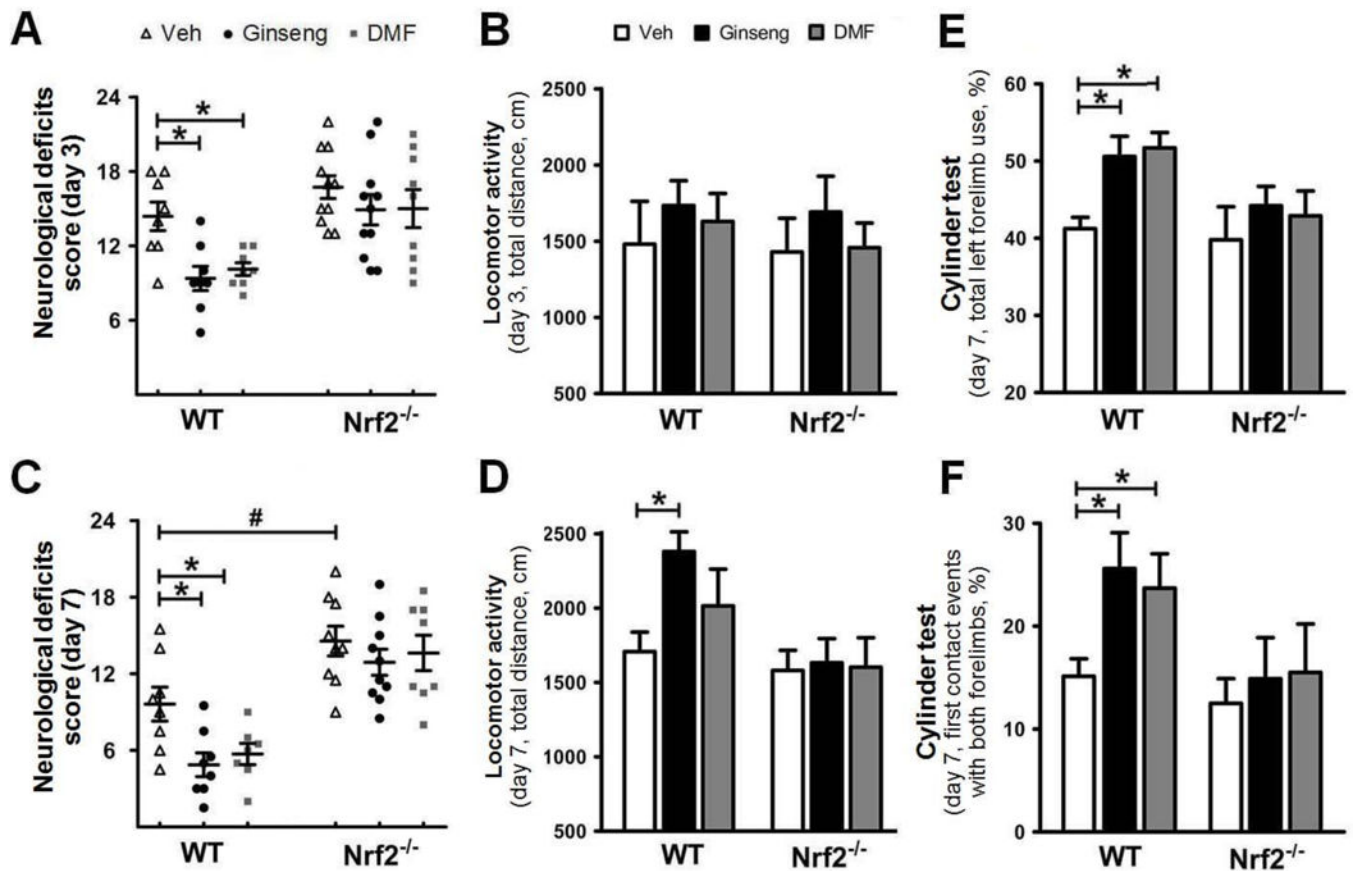 A
Veh Ginseng DMF
Neurological deficits
score (day 3)
24
18
12
6
*
*
WT Nrf2-/-
B
Veh Ginseng DMF
Locomotor activity
(day 3, total distance, cm)
2500
2000
1500
1000
500
WT Nrf2-/-
E
Cylinder test
(day 7, total left forelimb use, %)
60
50
40
30
20
*
*
WT Nrf2-/-
C
Neurological deficits
score (day 7)
24
18
12
6
#
*
*
WT Nrf2-/-
D
Locomotor activity
(day 7, total distance, cm)
2500
2000
1500
1000
500
*
WT Nrf2-/-
F
Cylinder test
(day 7, first contact events
with both forelimbs, %)
30
20
10
0
*
*
WT Nrf2-/-